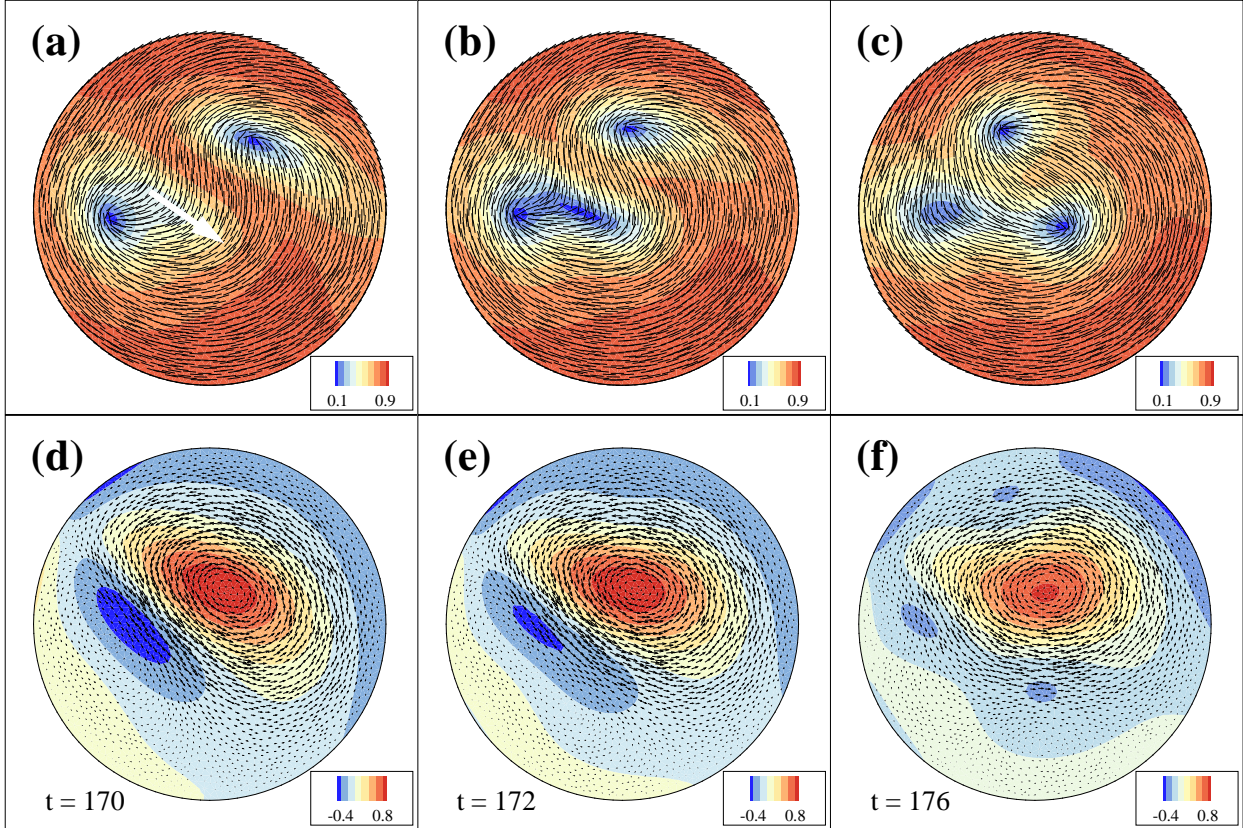 (a) (b) (c)
0.1 0.9 0.1 0.9 0.1 0.9
(d) (e) (f)
t = 170 t = 172 t = 176
-0.4 0.8 -0.4 0.8 -0.4 0.8